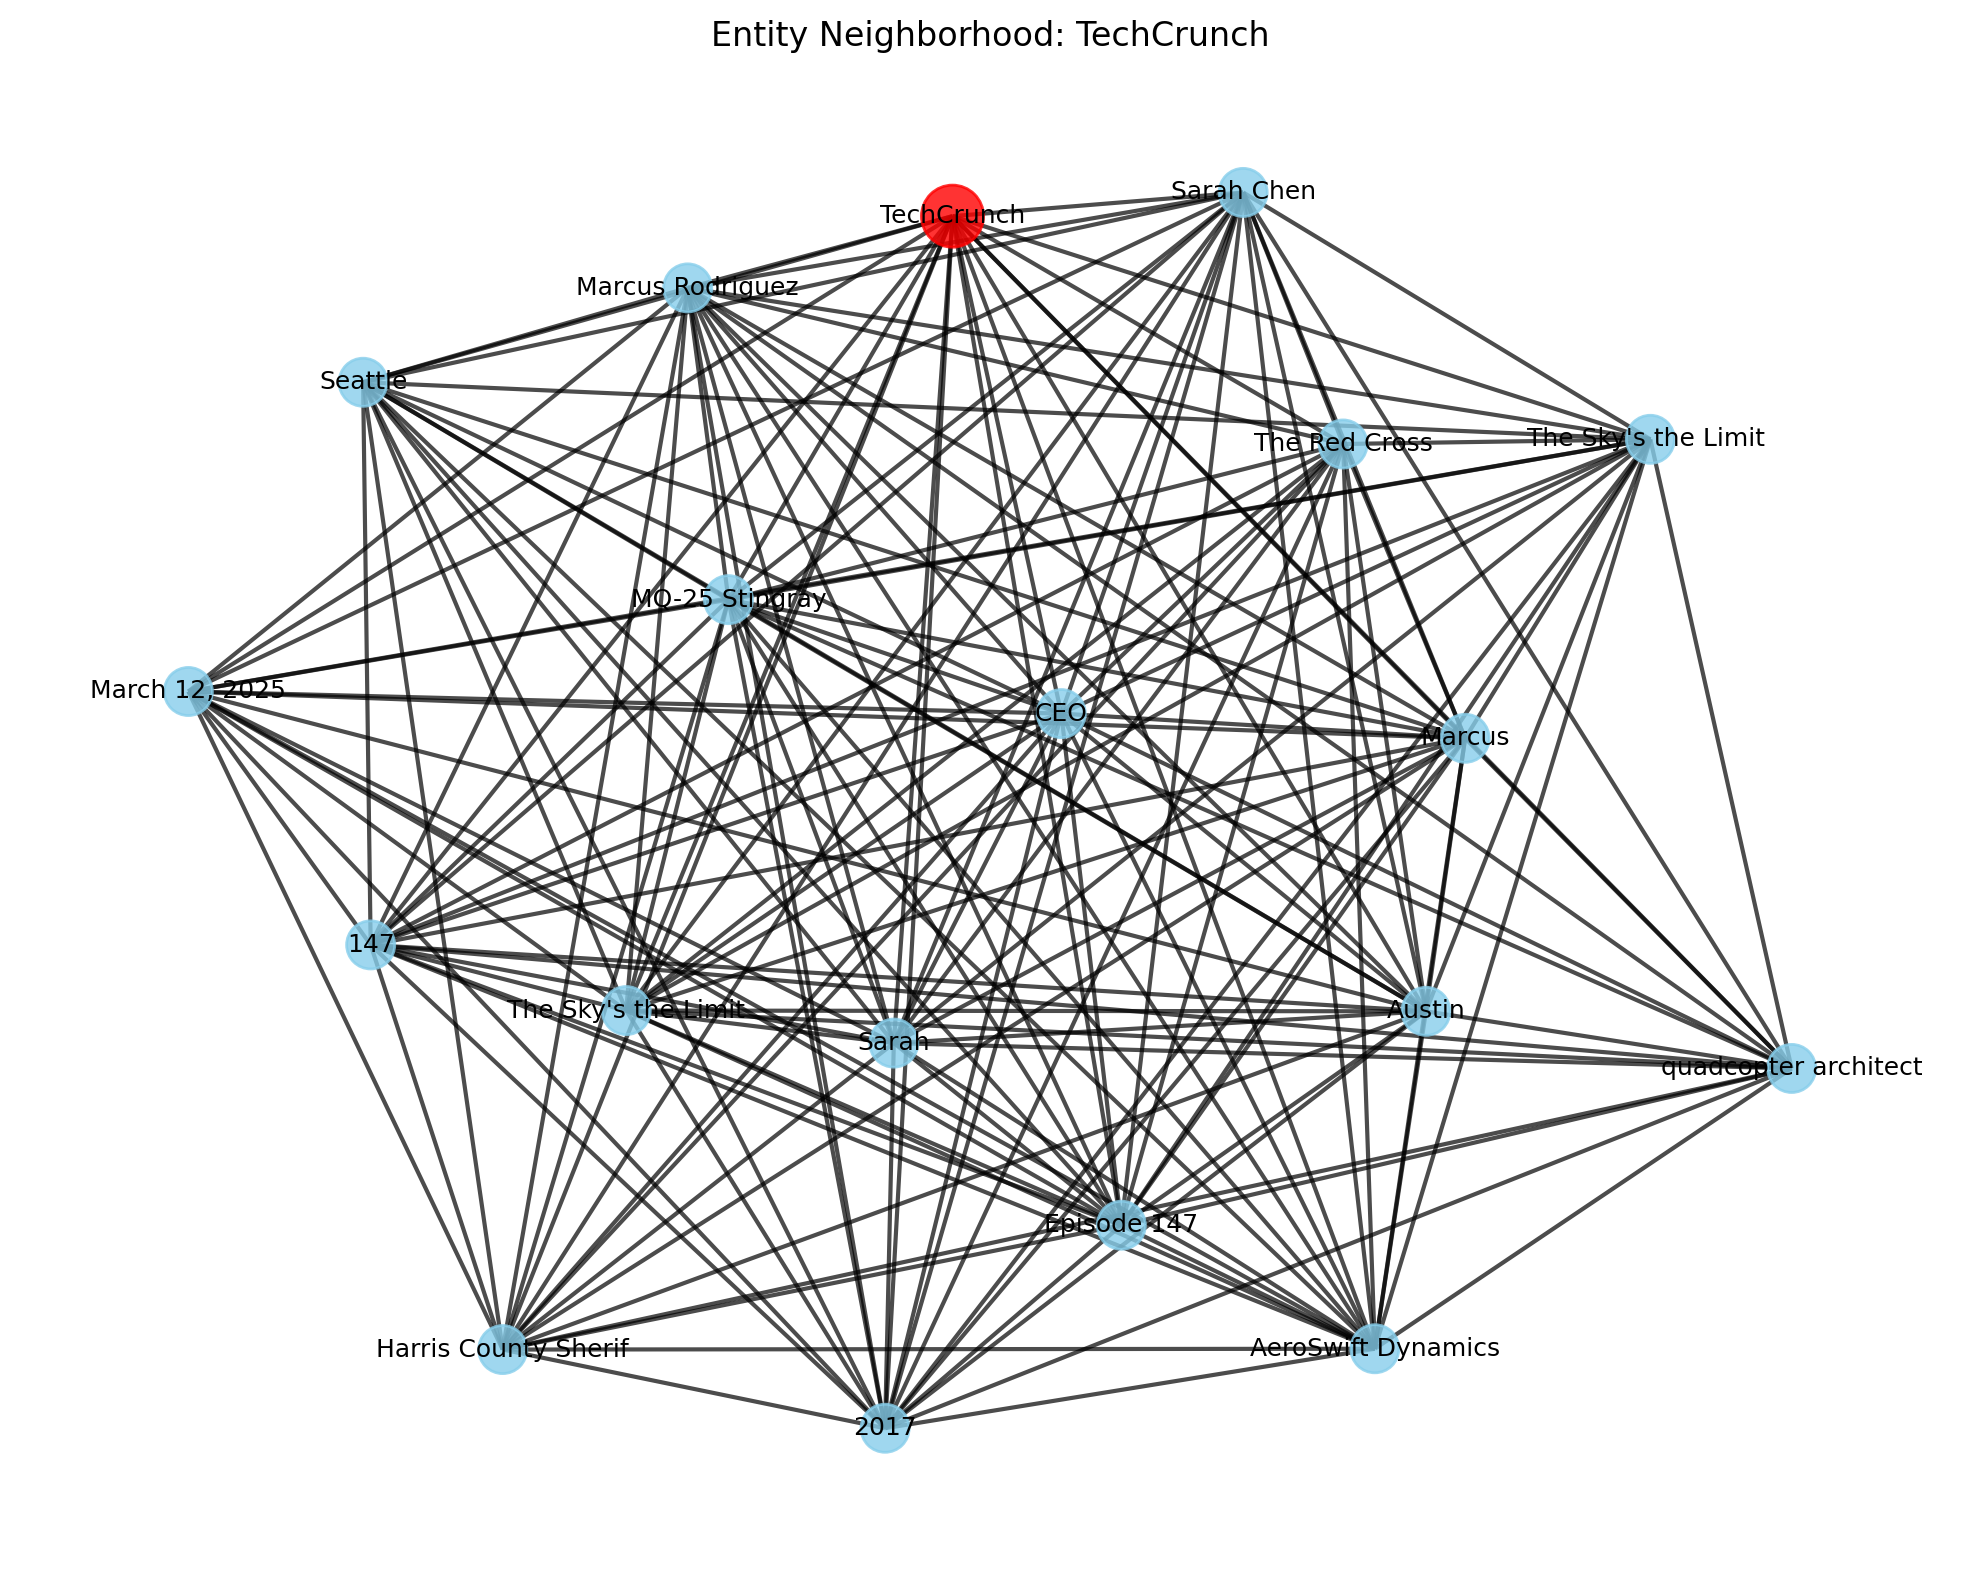 Entity Neighborhood: TechCrunch
Sarah Chen
TechCrunch
Marcus Rodriguez
Seattle
The Red Cross
The Sky's the Limit
MQ-25 Stingray
March 12, 2025
CEO
Marcus
147
The Sky's the Limit
Sarah
Austin
quadcopter architect
Episode 147
Harris County Sherif
AeroSwift Dynamics
2017